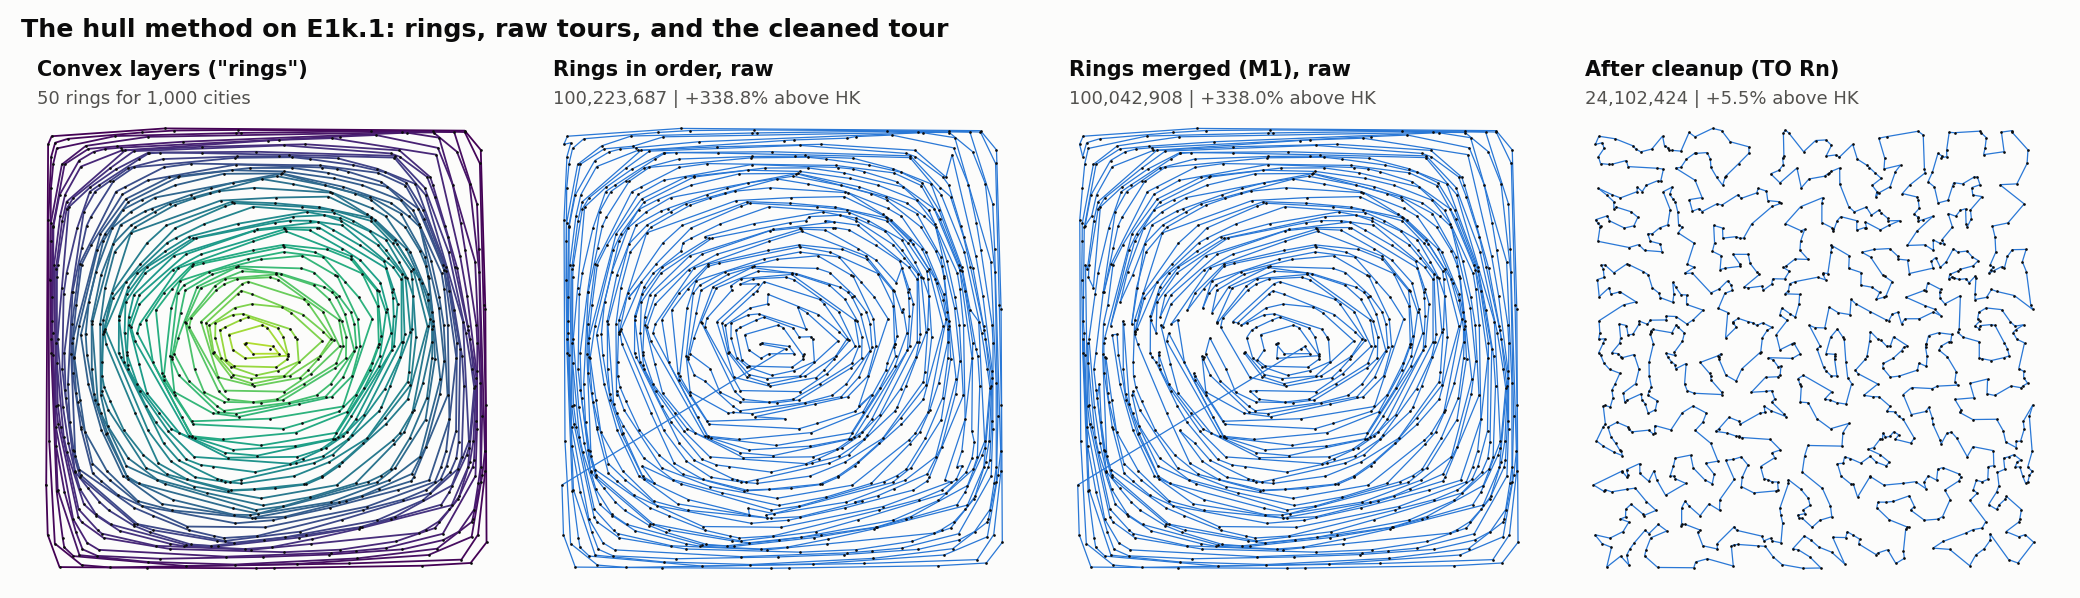 The hull method on E1k.1: rings, raw tours, and the cleaned tour
Convex layers ("rings")
50 rings for 1,000 cities
Rings in order, raw
100,223,687 | +338.8% above HK
Rings merged (M1), raw
100,042,908 | +338.0% above HK
After cleanup (TO Rn)
24,102,424 | +5.5% above HK